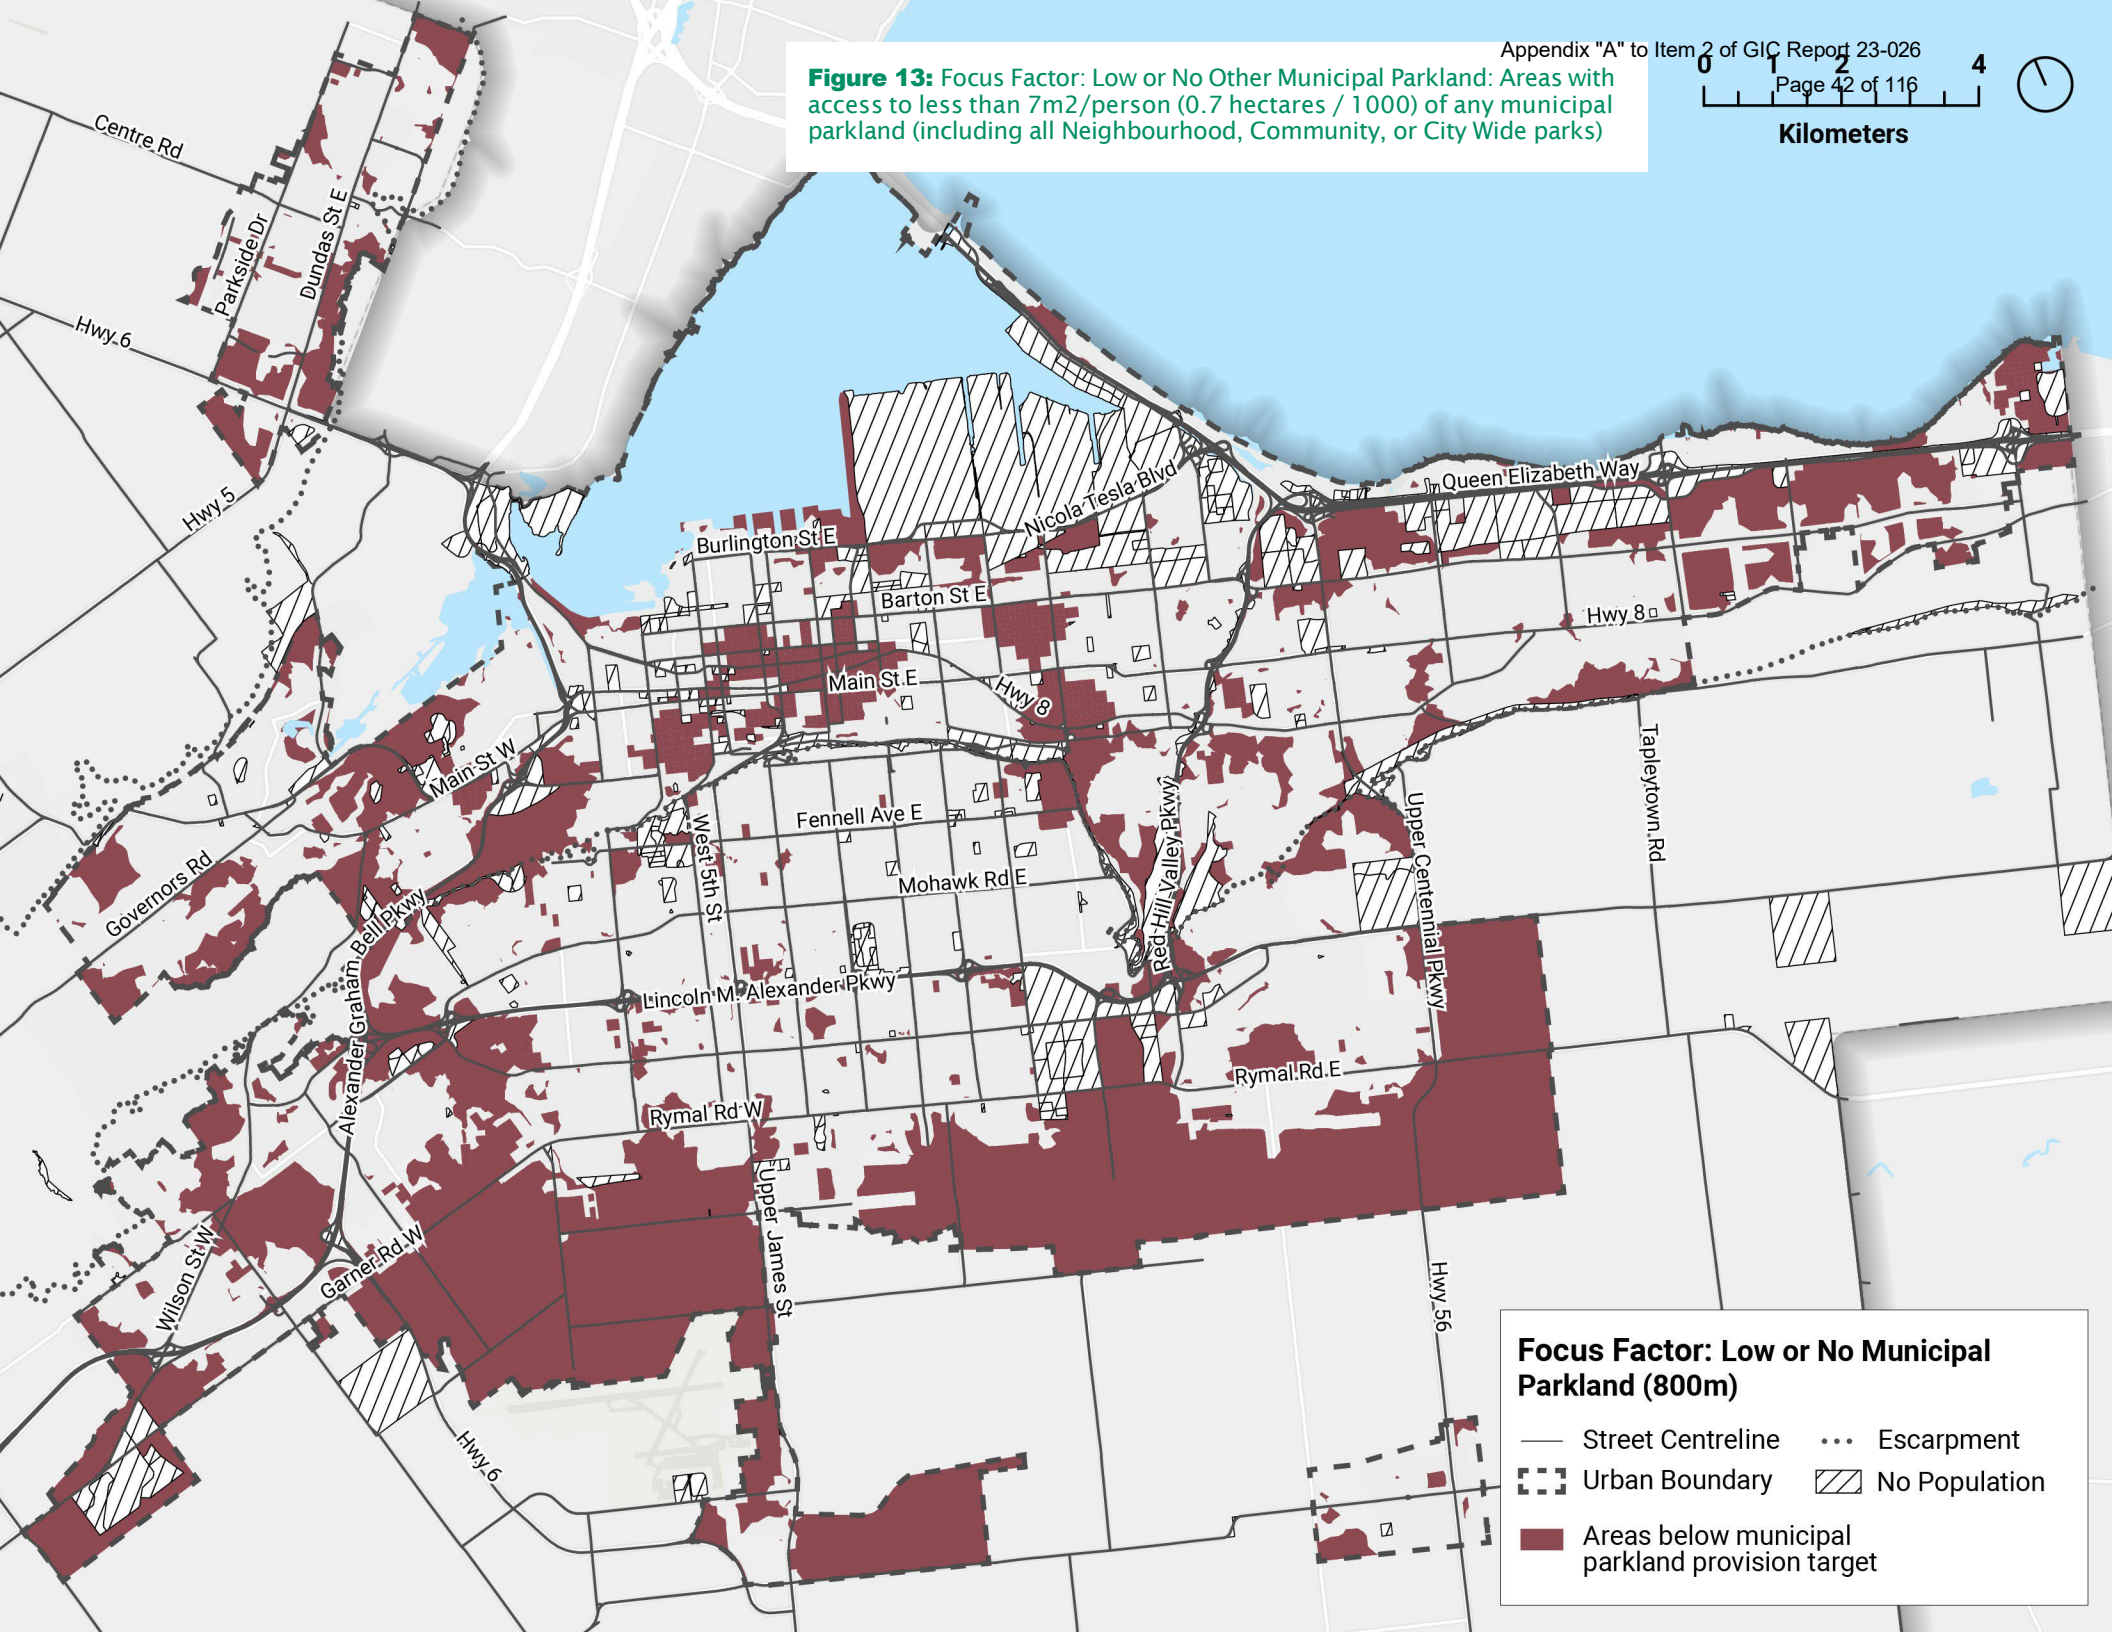 Appendix "A" to Item 2 of GIC Report 23-026
Page 42 of 116
Figure 13: Focus Factor: Low or No Other Municipal Parkland: Areas with
access to less than 7m2/person (0.7 hectares / 1000) of any municipal
parkland (including all Neighbourhood, Community, or City Wide parks)
0 1 2 4
Kilometers
Centre Rd
Parkside Dr
Dundas St E
Hwy 6
Hwy 5
Queen Elizabeth Way
Nicola Tesla Blvd
Burlington St E
Barton St E
Hwy 8
Main St E
Hwy 8
Main St W
Tapleytown Rd
Fennell Ave E
West 5th St
Red Hill Valley Pkwy
Upper Centennial Pkwy
Governors Rd
Mohawk Rd E
Alexander Graham Bell Pkwy
Lincoln M. Alexander Pkwy
Rymal Rd E
Rymal Rd W
Upper James St
Wilson St W
Garner Rd W
Hwy 56
Hwy 6
Focus Factor: Low or No Municipal
Parkland (800m)
Street Centreline
Escarpment
Urban Boundary
No Population
Areas below municipal
parkland provision target